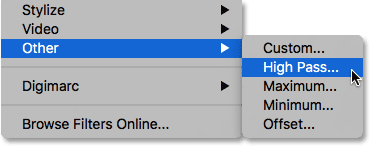 Stylize
Video
Other
Digimarc
Browse Filters Online...
Custom...
High Pass...
Maximum...
Minimum...
Offset...